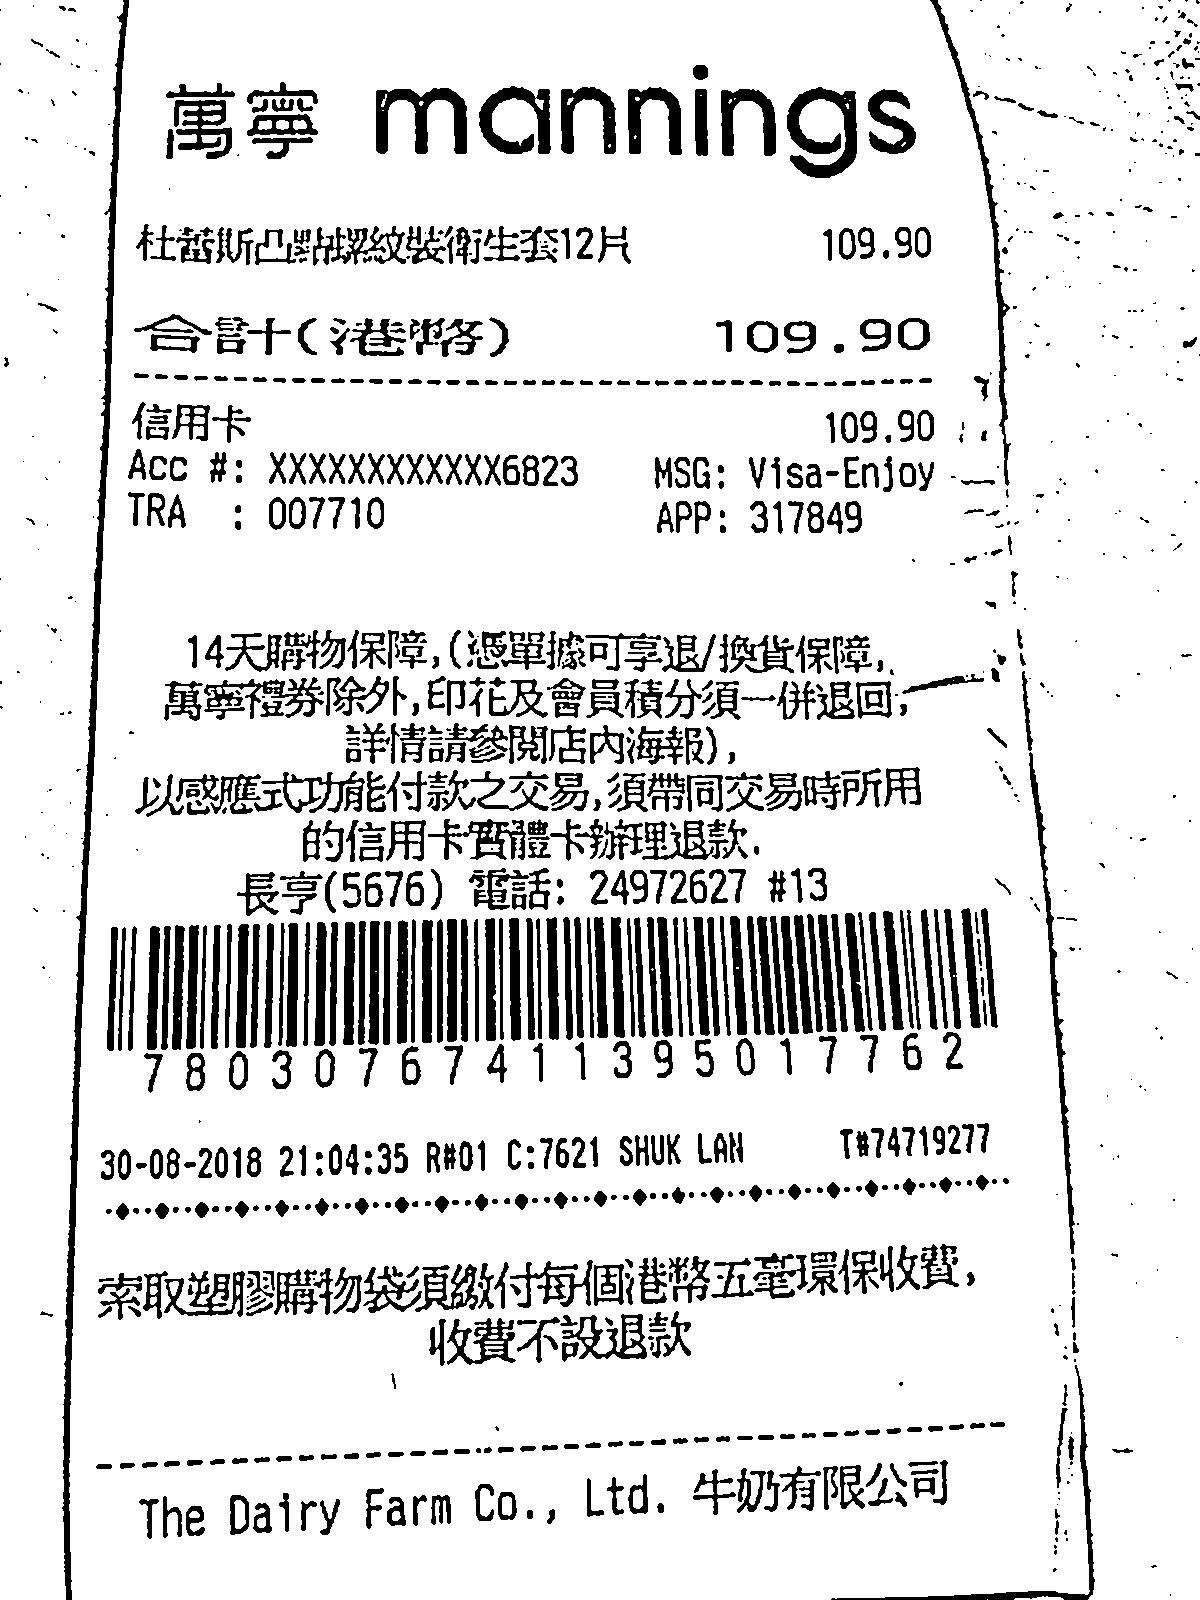 萬寧 mannings
杜蕾斯凸點螺紋裝衛生套12片 109.90
合計(港幣) 109.90
信用卡 109.90
Acc #: XXXXXXXXXXXX6823 MSG: Visa-Enjoy
TRA : 007710 APP: 317849
14天購物保障,(憑單據可享退/換貨保障,
萬寧禮券除外,印花及會員積分須一併退回,
詳情請參閱店內海報),
以感應式功能付款之交易,須帶同交易時所用
的信用卡實體卡辦理退款.
長亨(5676) 電話: 24972627 #13
78030767411395017762
30-08-2018 21:04:35 R#01 C:7621 SHUK LAN T#74719277
索取塑膠購物袋須繳付每個港幣五毫環保收費,
收費不設退款
The Dairy Farm Co., Ltd. 牛奶有限公司